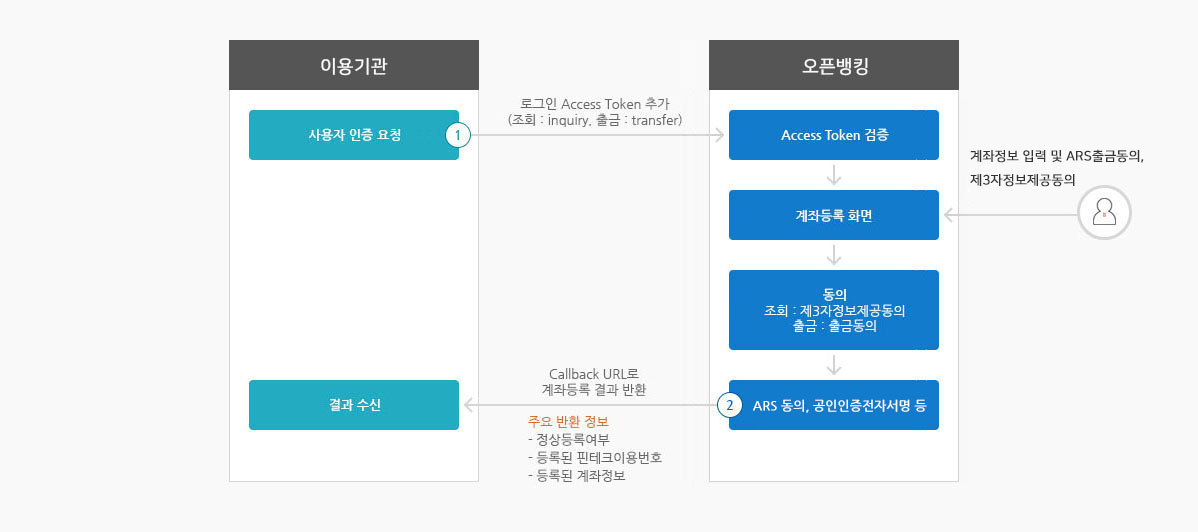 이용기관
오픈뱅킹
사용자 인증 요청
1
로그인 Access Token 추가
(조회 : inquiry, 출금 : transfer)
Access Token 검증
계좌정보 입력 및 ARS출금동의,
제3자정보제공동의
계좌등록 화면
동의
조회 : 제3자정보제공동의
출금 : 출금동의
결과 수신
Callback URL로
계좌등록 결과 반환
2
ARS 동의, 공인인증전자서명 등
주요 반환 정보
- 정상등록여부
- 등록된 핀테크이용번호
- 등록된 계좌정보